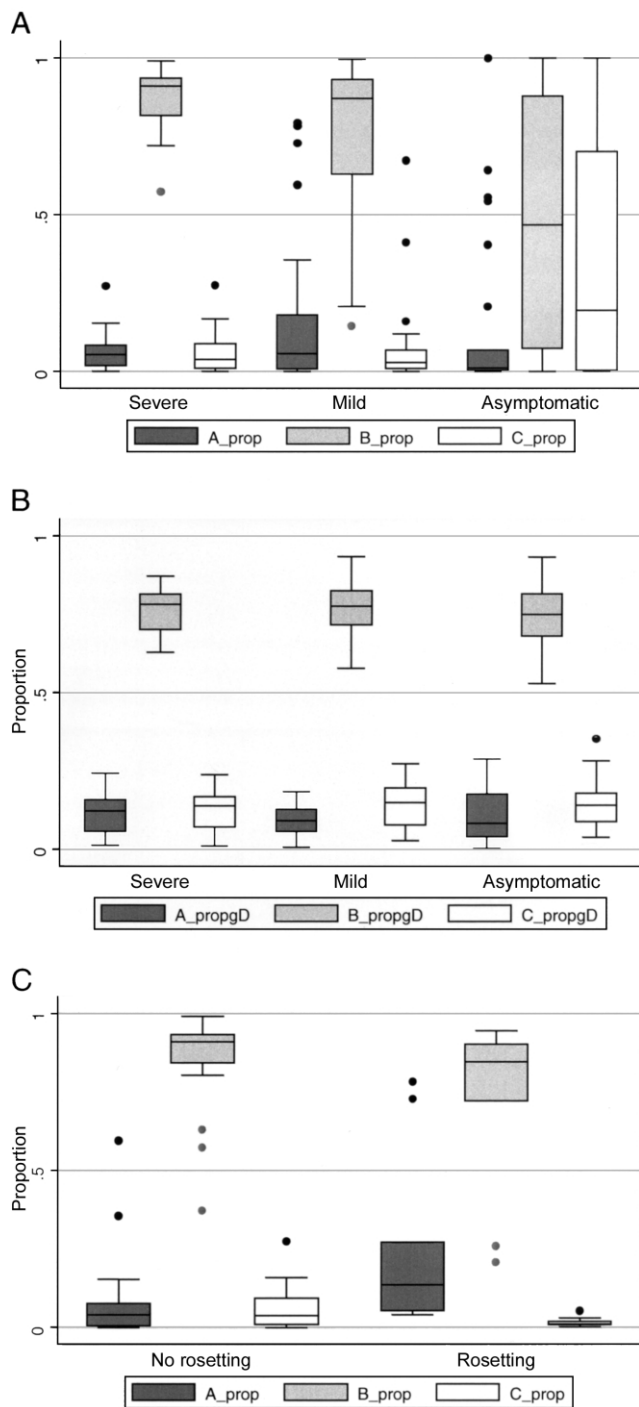 A
1
.5
0
Severe Mild Asymptomatic
A_prop B_prop C_prop
B
1
Proportion
.5
0
Severe Mild Asymptomatic
A_propgD B_propgD C_propgD
C
1
Proportion
.5
0
No rosetting Rosetting
A_prop B_prop C_prop